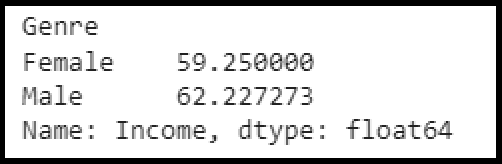 Genre
Female    59.250000
Male      62.227273
Name: Income, dtype: float64